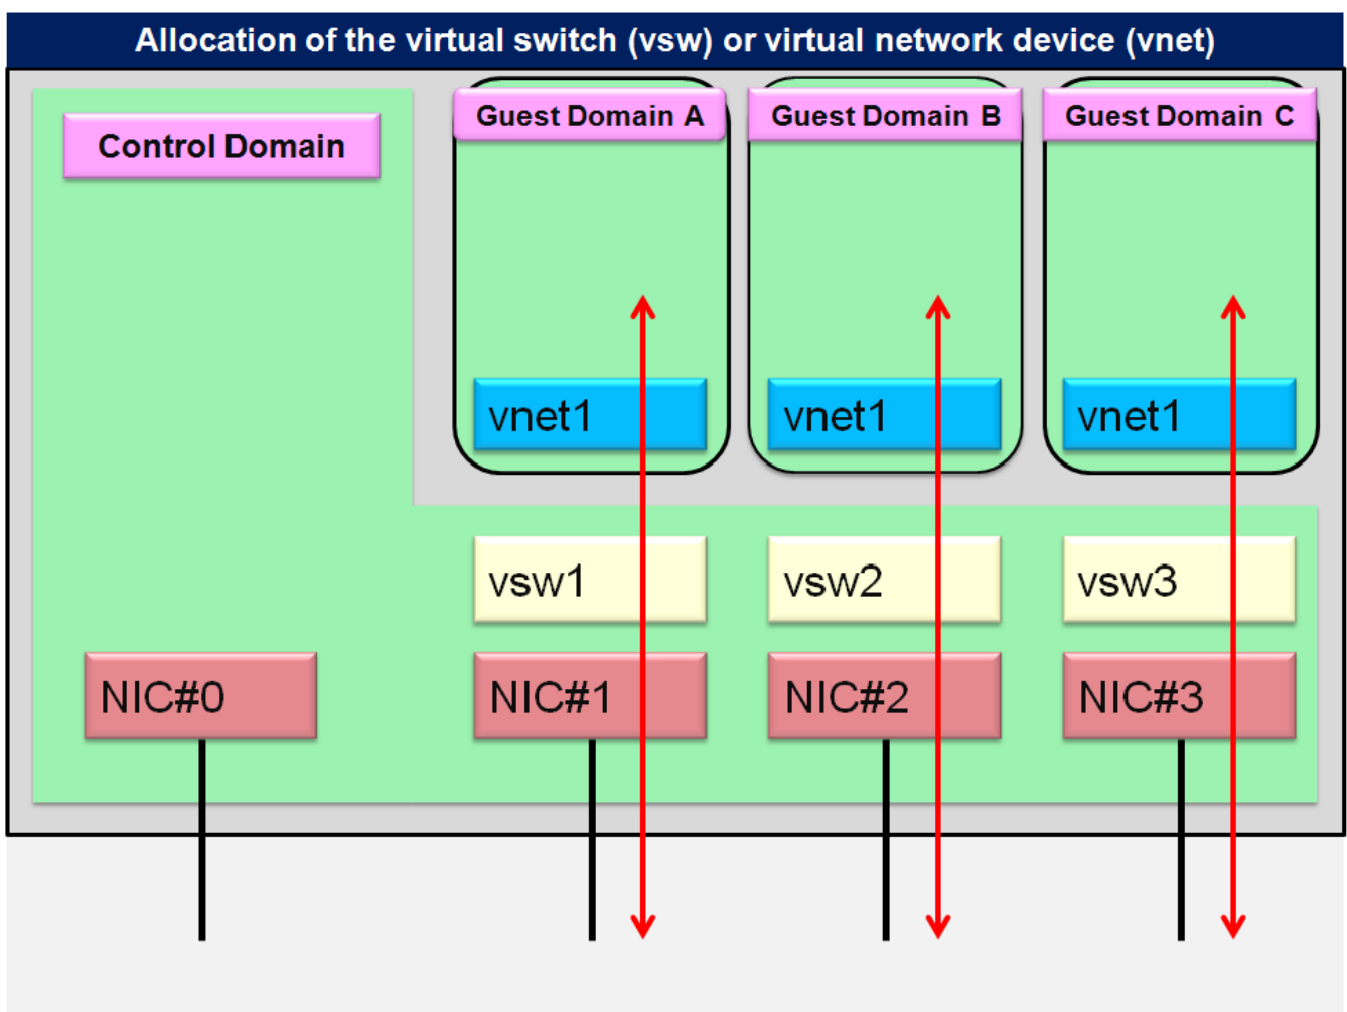 Allocation of the virtual switch (vsw) or virtual network device (vnet)
Control Domain
Guest Domain A
Guest Domain B
Guest Domain C
vnet1
vnet1
vnet1
vsw1
vsw2
vsw3
NIC#0
NIC#1
NIC#2
NIC#3